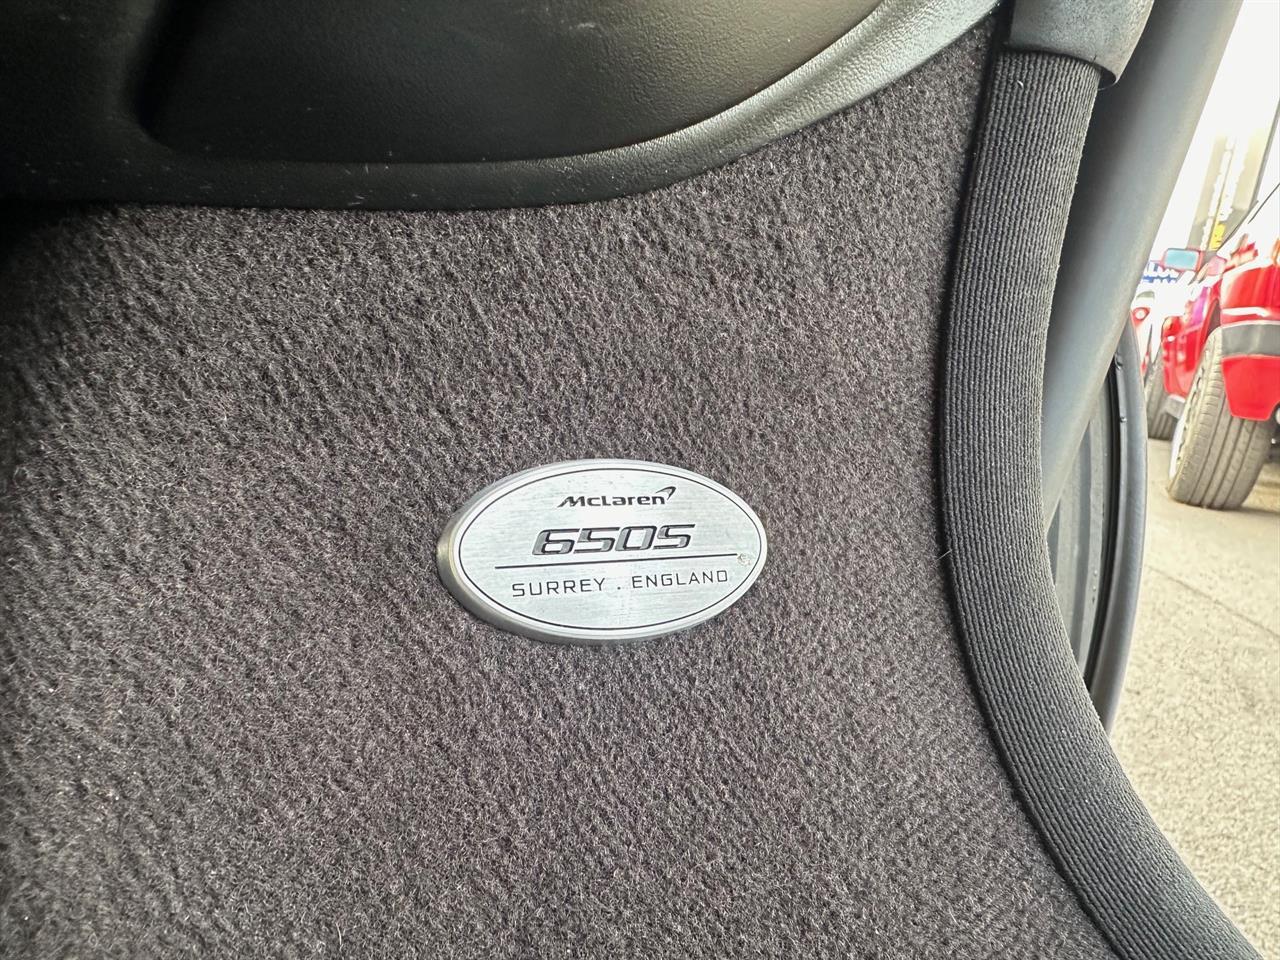 McLaren
650S
SURREY . ENGLAND